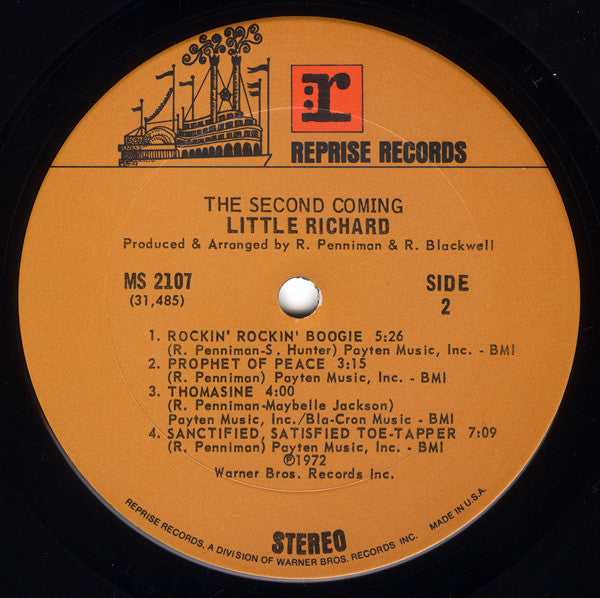 :r
REPRISE RECORDS
THE SECOND COMING
LITTLE RICHARD
Produced & Arranged by R. Penniman & R. Blackwell
MS 2107
(31,485)
SIDE
2
1. ROCKIN' ROCKIN' BOOGIE 5:26
(R. Penniman-S. Hunter) Payten Music, Inc. - BMI
2. PROPHET OF PEACE 3:15
(R. Penniman) Payten Music, Inc. - BMI
3. THOMASINE 4:00
(R. Penniman-Maybelle Jackson)
Payten Music, Inc./Bla-Cron Music - BMI
4. SANCTIFIED, SATISFIED TOE-TAPPER 7:09
(R. Penniman) Payten Music, Inc. - BMI
℗1972
Warner Bros. Records Inc.
STEREO
REPRISE RECORDS, A DIVISION OF WARNER BROS. RECORDS INC. MADE IN U.S.A.